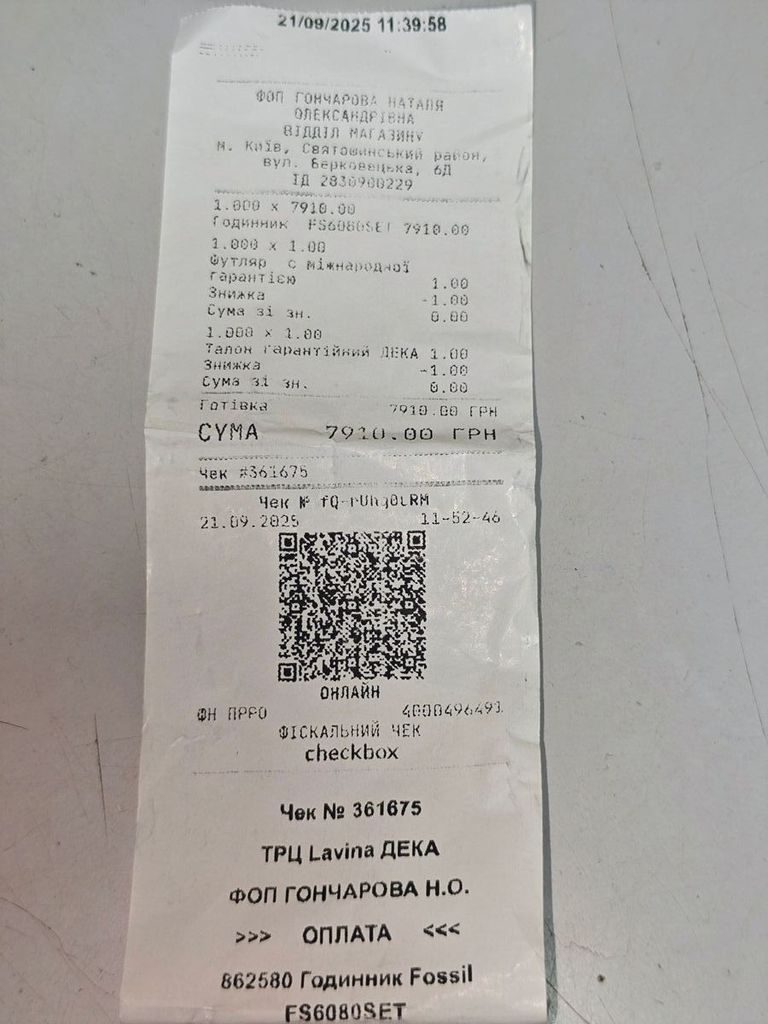 21/09/2025 11:39:58
ФОП ГОНЧАРОВА НАТАЛЯ
ОЛЕКСАНДРІВНА
ВІДДІЛ МАГАЗИНУ
м. Київ, Святошинський район,
вул. Берковецька, 6Д
ІД 2830900229
1.000 x 7910.00
Годинник FS6080SET 7910.00
1.000 x 1.00
Футляр с міжнародної
гарантією 1.00
Знижка -1.00
Сума зі зн. 0.00
1.000 x 1.00
Талон гарантійний ДЕКА 1.00
Знижка -1.00
Сума зі зн. 0.00
Готівка 7910.00 ГРН
СУМА 7910.00 ГРН
Чек #361675
Чек №
21.09.2025 11-52-46
ОНЛАЙН
ФН ПРРО 4000496491
ФІСКАЛЬНИЙ ЧЕК
checkbox
Чек № 361675
ТРЦ Lavina ДЕКА
ФОП ГОНЧАРОВА Н.О.
>>> ОПЛАТА <<<
862580 Годинник Fossil
FS6080SET